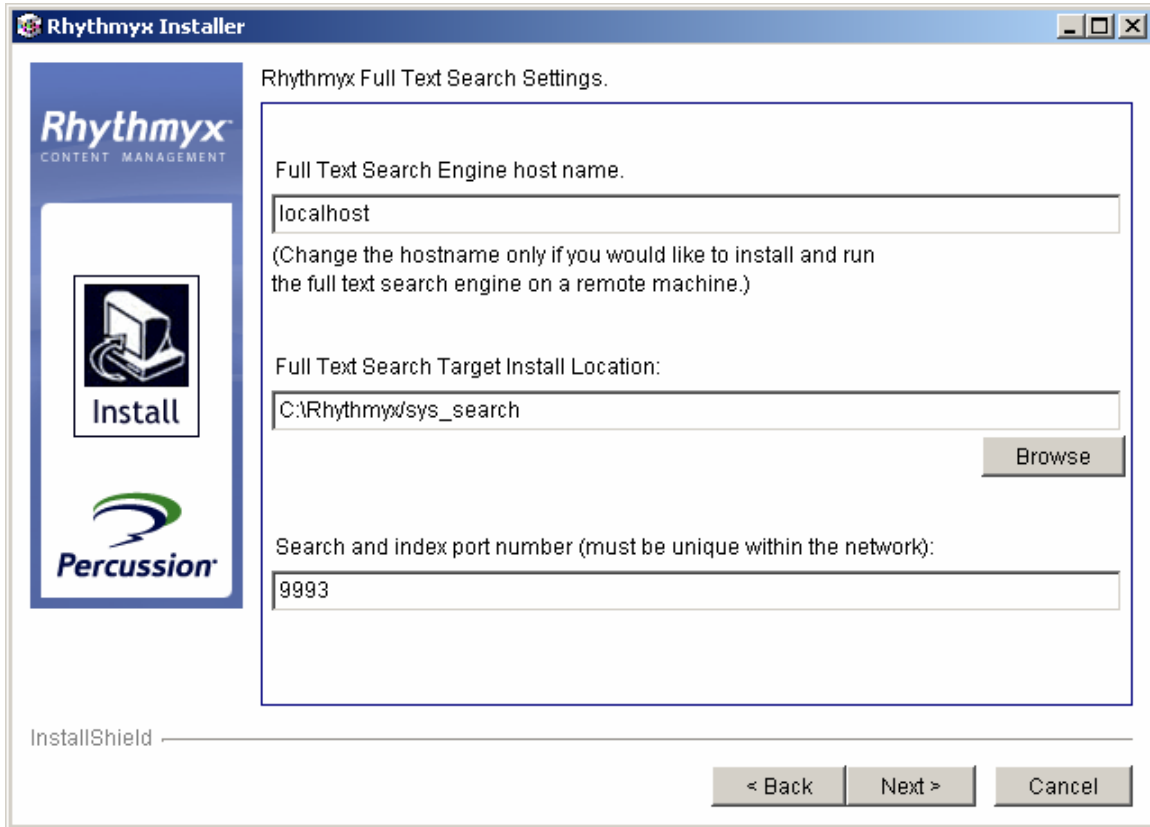 Rhythmyx Installer
Rhythmyx
CONTENT MANAGEMENT
Install
Percussion
Rhythmyx Full Text Search Settings.
Full Text Search Engine host name.
localhost
(Change the hostname only if you would like to install and run
the full text search engine on a remote machine.)
Full Text Search Target Install Location:
C:\Rhythmyx/sys_search
Browse
Search and index port number (must be unique within the network):
9993
InstallShield
< Back
Next >
Cancel